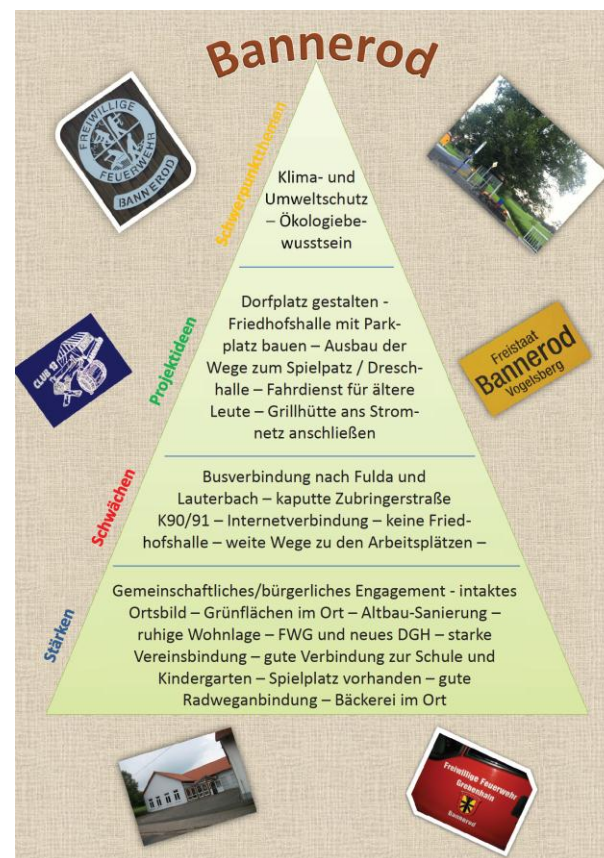 Bannerod
FREIWILLIGE
FEUERWEHR
BANNEROD
Schwerpunktthemen
Klima- und
Umweltschutz
– Ökologiebe-
wusstsein
Projektideen
Dorfplatz gestalten -
Friedhofshalle mit Park-
platz bauen – Ausbau der
Wege zum Spielpatz / Dresch-
halle – Fahrdienst für ältere
Leute – Grillhütte ans Strom-
netz anschließen
CLUB 93
Freistaat
Bannerod
Vogelsberg
Schwächen
Busverbindung nach Fulda und
Lauterbach – kaputte Zubringerstraße
K90/91 – Internetverbindung – keine Fried-
hofshalle – weite Wege zu den Arbeitsplätzen –
Stärken
Gemeinschaftliches/bürgerliches Engagement - intaktes
Ortsbild – Grünflächen im Ort – Altbau-Sanierung –
ruhige Wohnlage – FWG und neues DGH – starke
Vereinsbindung – gute Verbindung zur Schule und
Kindergarten – Spielplatz vorhanden – gute
Radweganbindung – Bäckerei im Ort
Freiwillige Feuerwehr
Grebenhain
Bannerod